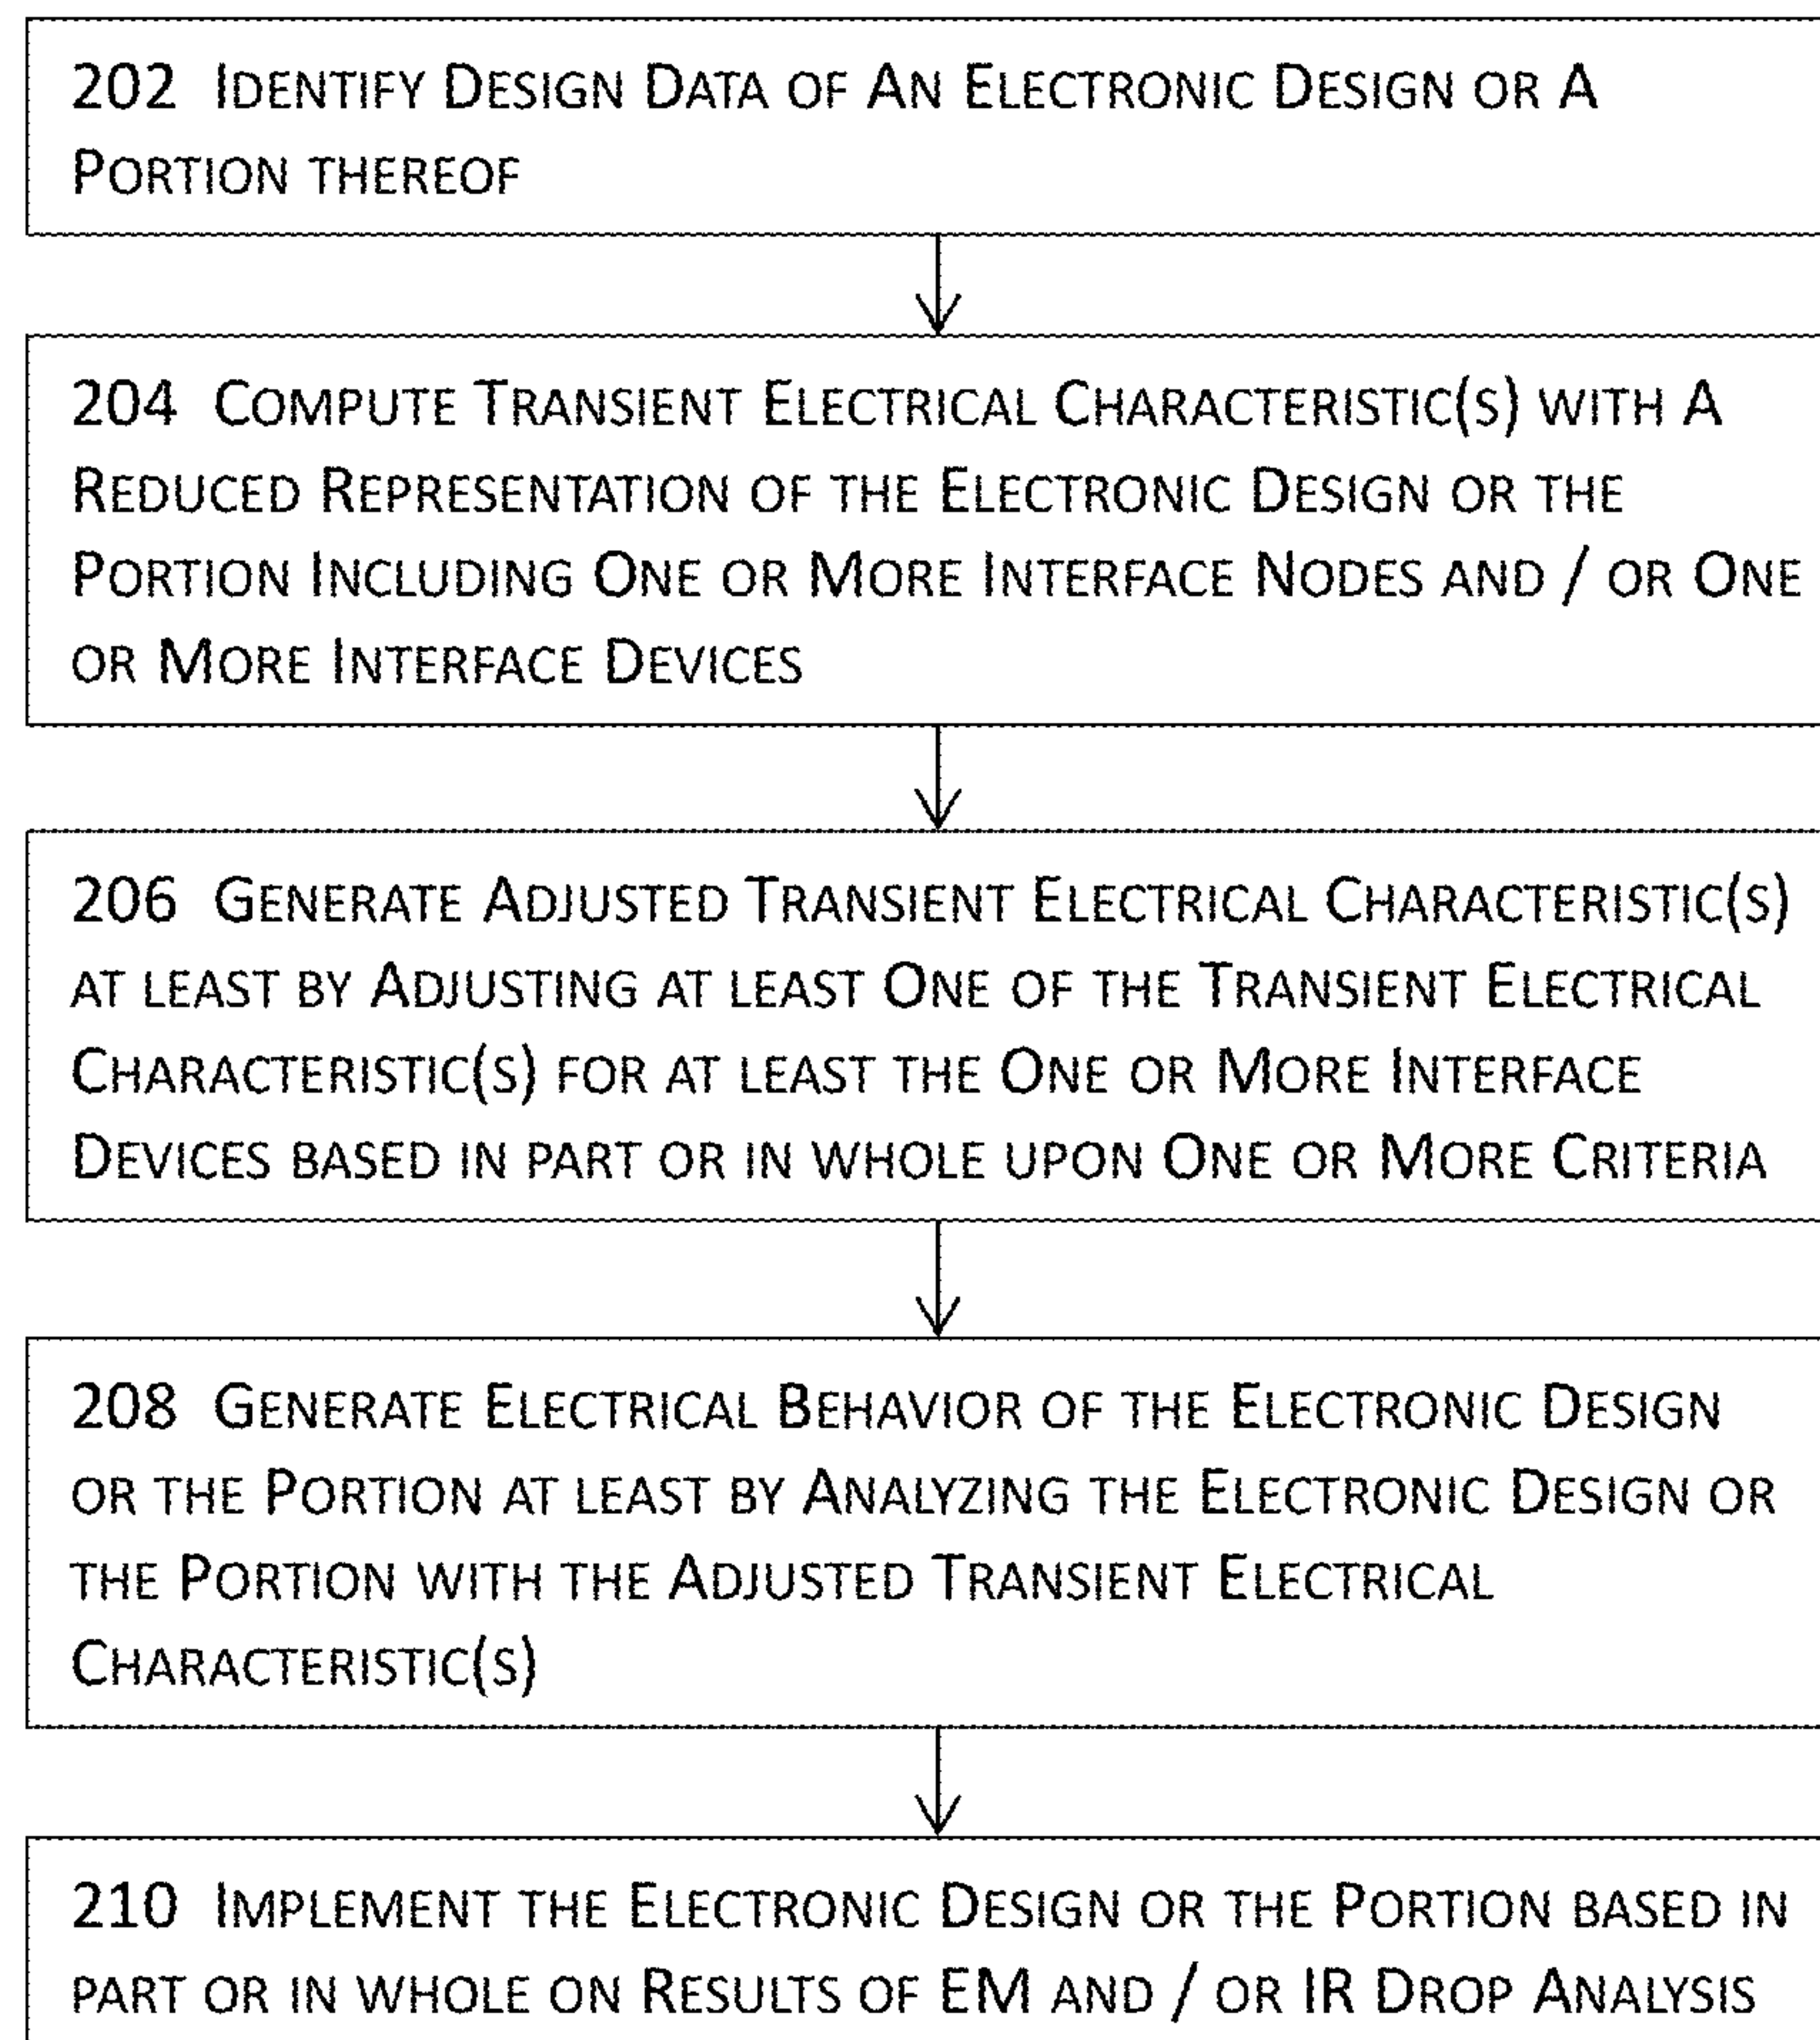 202 IDENTIFY DESIGN DATA OF AN ELECTRONIC DESIGN OR A
PORTION THEREOF
204 COMPUTE TRANSIENT ELECTRICAL CHARACTERISTIC(S) WITH A
REDUCED REPRESENTATION OF THE ELECTRONIC DESIGN OR THE
PORTION INCLUDING ONE OR MORE INTERFACE NODES AND / OR ONE
OR MORE INTERFACE DEVICES
206 GENERATE ADJUSTED TRANSIENT ELECTRICAL CHARACTERISTIC(S)
AT LEAST BY ADJUSTING AT LEAST ONE OF THE TRANSIENT ELECTRICAL
CHARACTERISTIC(S) FOR AT LEAST THE ONE OR MORE INTERFACE
DEVICES BASED IN PART OR IN WHOLE UPON ONE OR MORE CRITERIA
208 GENERATE ELECTRICAL BEHAVIOR OF THE ELECTRONIC DESIGN
OR THE PORTION AT LEAST BY ANALYZING THE ELECTRONIC DESIGN OR
THE PORTION WITH THE ADJUSTED TRANSIENT ELECTRICAL
CHARACTERISTIC(S)
210 IMPLEMENT THE ELECTRONIC DESIGN OR THE PORTION BASED IN
PART OR IN WHOLE ON RESULTS OF EM AND / OR IR DROP ANALYSIS